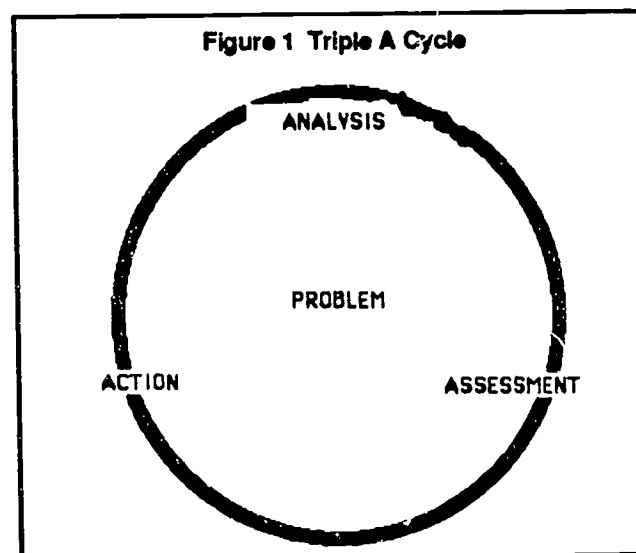 Figure 1 Triple A Cycle
ANALYSIS
PROBLEM
ACTION
ASSESSMENT